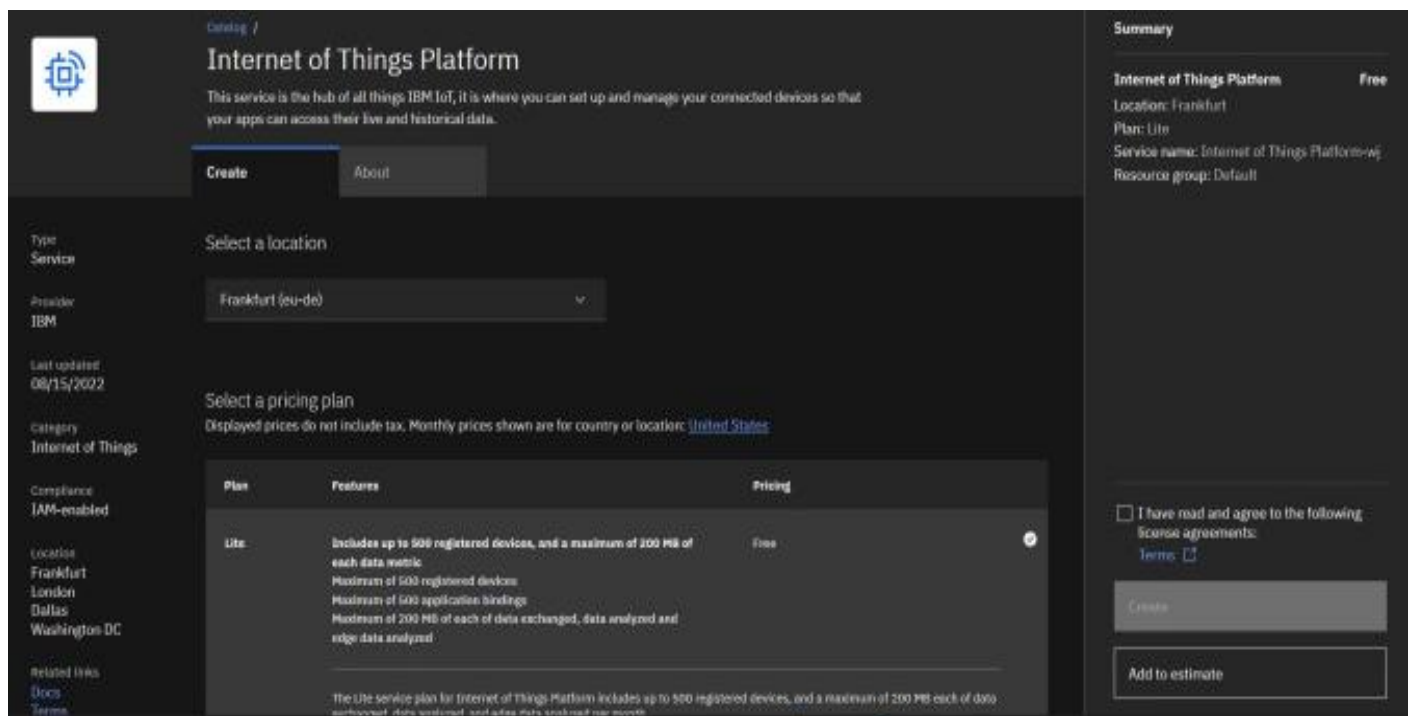 Catalog /
Internet of Things Platform
This service is the hub of all things IBM IoT, it is where you can set up and manage your connected devices so that
your apps can access their live and historical data.
Create
About
Type
Service
Provider
IBM
Last updated
08/15/2022
Category
Internet of Things
Compliance
IAM-enabled
Location
Frankfurt
London
Dallas
Washington DC
Related links
Docs
Terms
Select a location
Frankfurt (eu-de)
Select a pricing plan
Displayed prices do not include tax. Monthly prices shown are for country or location: United States
Plan
Features
Pricing
Lite
Includes up to 500 registered devices, and a maximum of 200 MB of
each data metric
Maximum of 500 registered devices
Maximum of 500 application bindings
Maximum of 200 MB of each of data exchanged, data analyzed and
edge data analyzed
Free
The Lite service plan for Internet of Things Platform includes up to 500 registered devices, and a maximum of 200 MB each of data
exchanged, data analyzed, and edge data analyzed per month
Summary
Internet of Things Platform Free
Location: Frankfurt
Plan: Lite
Service name: Internet of Things Platform-wj
Resource group: Default
I have read and agree to the following
license agreements:
Terms
Create
Add to estimate